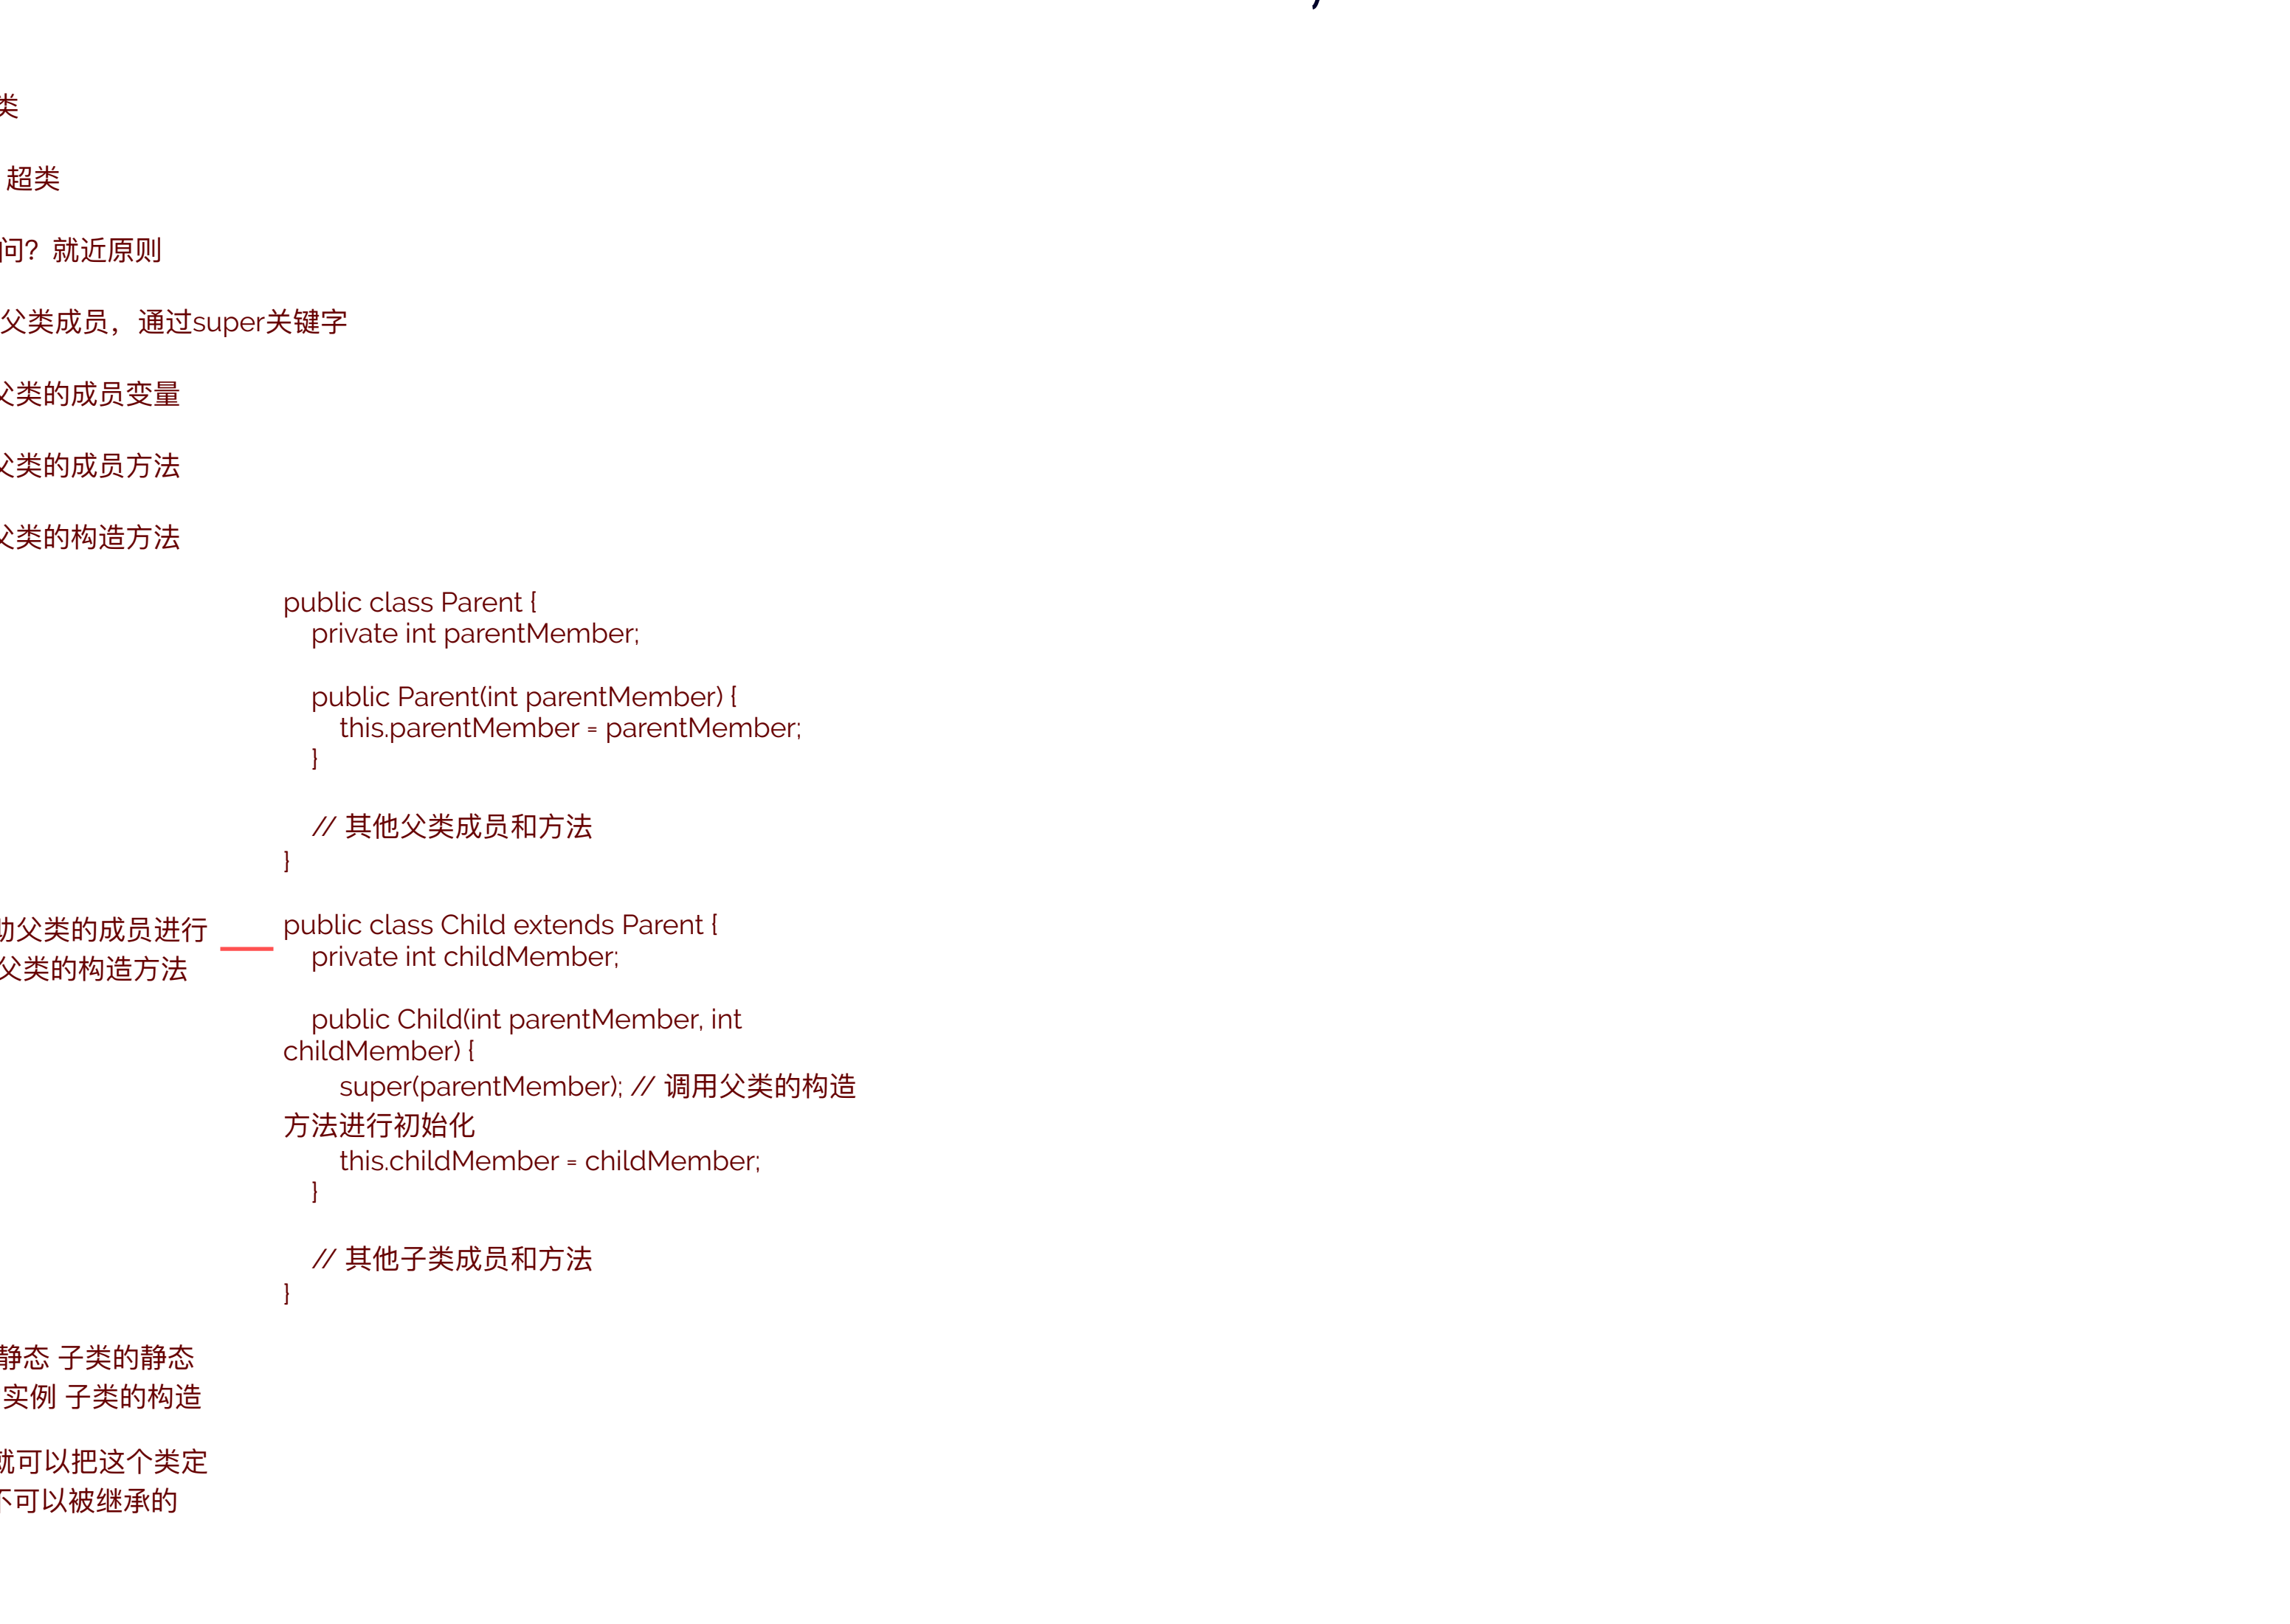 类
超类
问？就近原则
父类成员，通过super关键字
父类的成员变量
父类的成员方法
父类的构造方法
public class Parent {
private int parentMember;
public Parent(int parentMember) {
this.parentMember = parentMember;
}
// 其他父类成员和方法
}
助父类的成员进行
父类的构造方法
public class Child extends Parent {
private int childMember;
public Child(int parentMember, int
childMember) {
super(parentMember); // 调用父类的构造
方法进行初始化
this.childMember = childMember;
}
// 其他子类成员和方法
}
静态 子类的静态
实例 子类的构造
就可以把这个类定
不可以被继承的